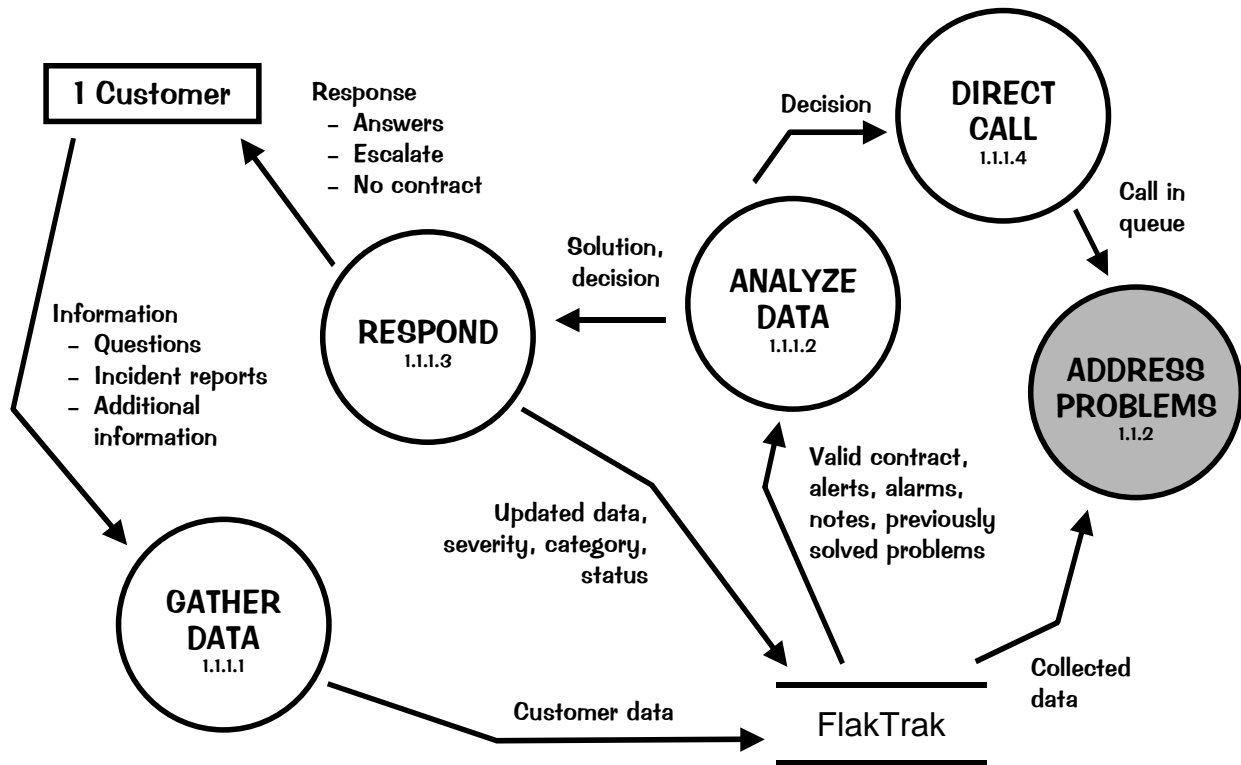 1 Customer
Response
– Answers
– Escalate
– No contract
Decision
DIRECT
CALL
1.1.1.4
Call in
queue
Solution,
decision
ANALYZE
DATA
1.1.1.2
RESPOND
1.1.1.3
Information
– Questions
– Incident reports
– Additional
information
ADDRESS
PROBLEMS
1.1.2
Valid contract,
alerts, alarms,
notes, previously
solved problems
Updated data,
severity, category,
status
GATHER
DATA
1.1.1.1
Customer data
FlakTrak
Collected
data